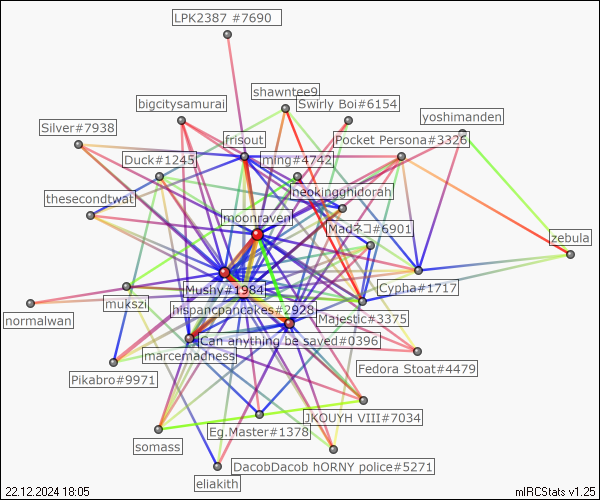 LPK2387 #7690
shawntee9
bigcitysamurai
Swirly Boi#6154
yoshimanden
Silver#7938
frisout
Pocket Persona#3326
Duck#1245
ming#4742
neokingghidorah
thesecondtwat
moonraven
Madネコ#6901
zebula
Mushy#1984
Cypha#1717
mukszi
hispancpancakes#2928
normalwan
Majestic#3375
Can anything be saved#0396
marcemadness
Fedora Stoat#4479
Pikabro#9971
JKOUYH VIII#7034
Eg.Master#1378
somass
DacobDacob hORNY police#5271
eliakith
22.12.2024 18:05
mIRCStats v1.25